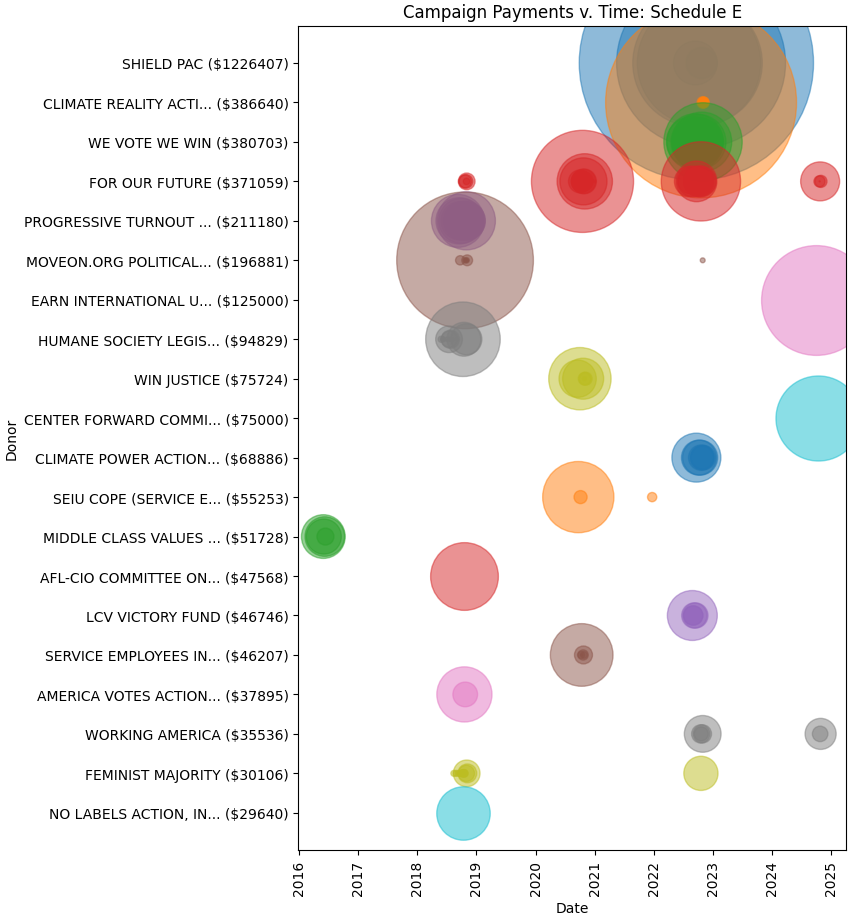 Campaign Payments v. Time: Schedule E
SHIELD PAC ($1226407)
CLIMATE REALITY ACTI... ($386640)
WE VOTE WE WIN ($380703)
FOR OUR FUTURE ($371059)
PROGRESSIVE TURNOUT ... ($211180)
MOVEON.ORG POLITICAL... ($196881)
EARN INTERNATIONAL U... ($125000)
HUMANE SOCIETY LEGIS... ($94829)
WIN JUSTICE ($75724)
CENTER FORWARD COMMI... ($75000)
CLIMATE POWER ACTION... ($68886)
SEIU COPE (SERVICE E... ($55253)
MIDDLE CLASS VALUES ... ($51728)
AFL-CIO COMMITTEE ON... ($47568)
LCV VICTORY FUND ($46746)
SERVICE EMPLOYEES IN... ($46207)
AMERICA VOTES ACTION... ($37895)
WORKING AMERICA ($35536)
FEMINIST MAJORITY ($30106)
NO LABELS ACTION, IN... ($29640)
Donor
2016
2017
2018
2019
2020
2021
2022
2023
2024
2025
Date